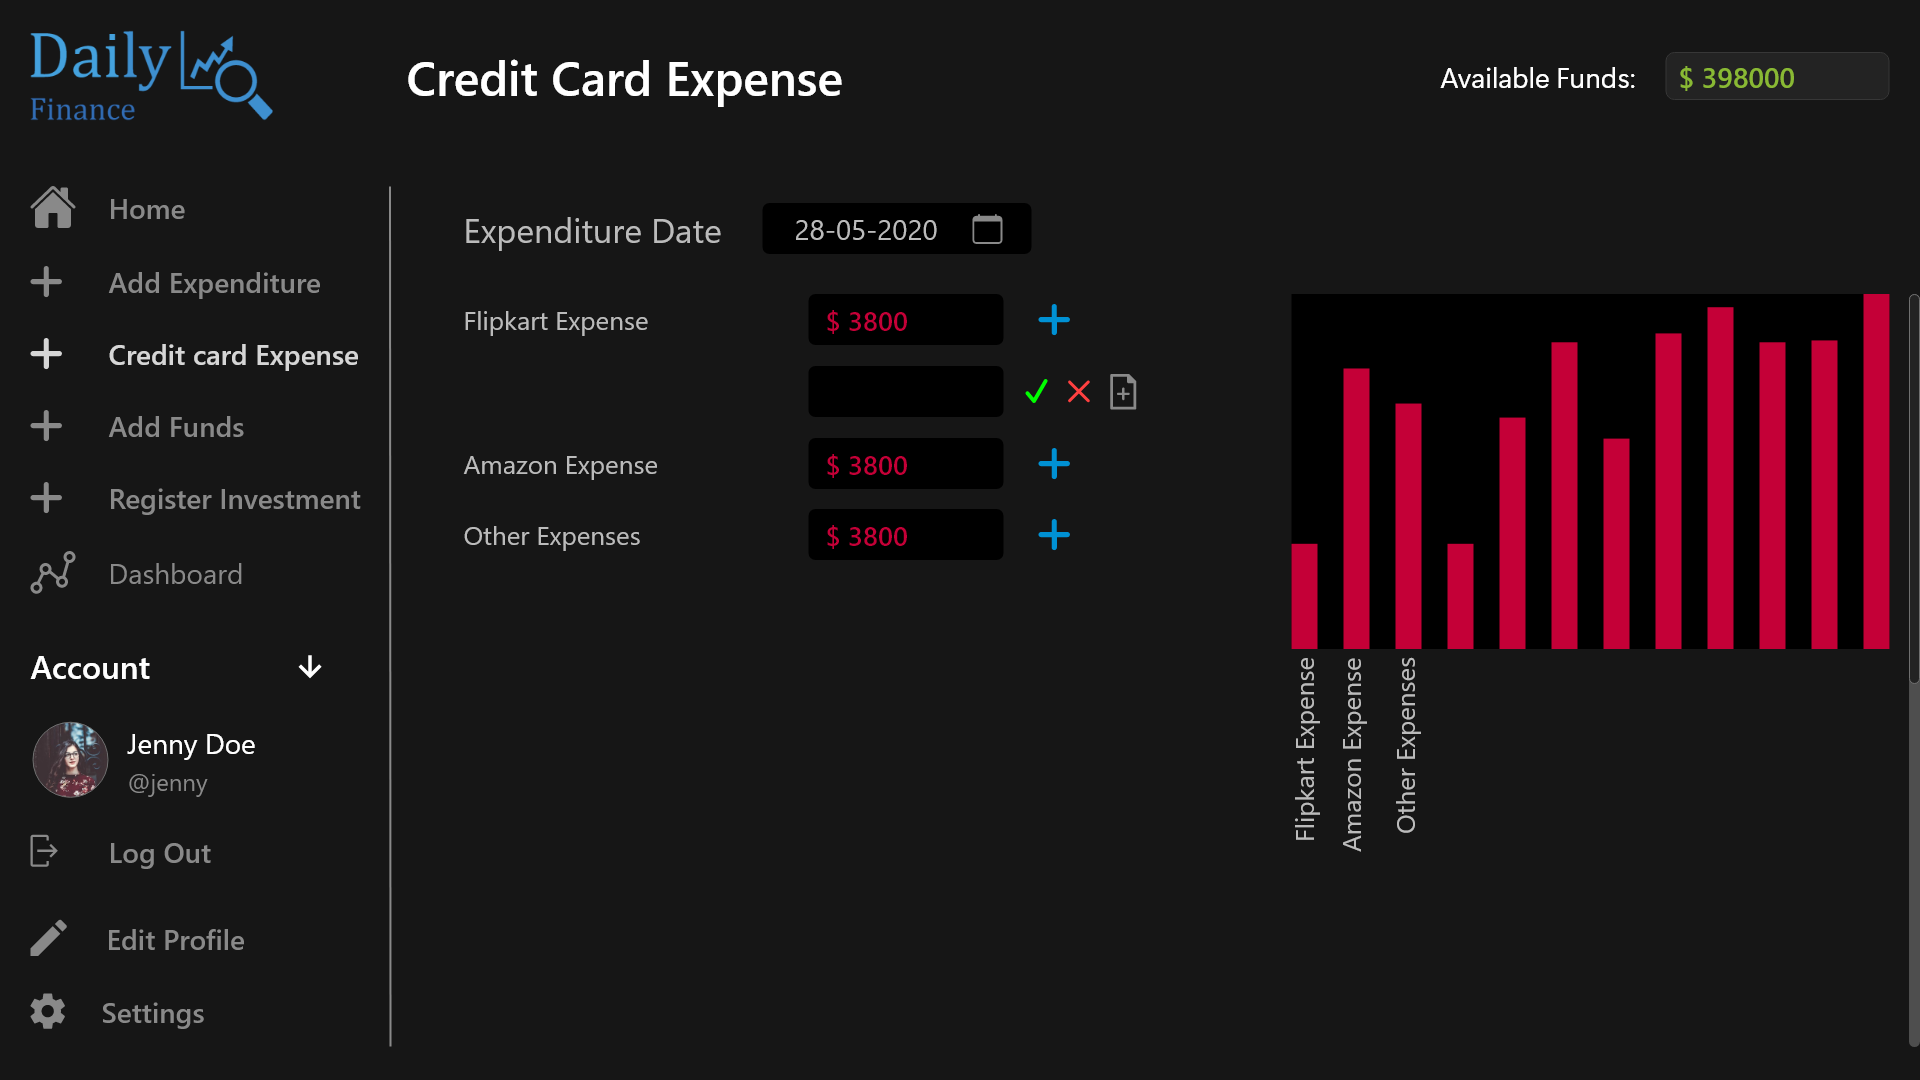 Daily
Finance
Credit Card Expense
Available Funds:
$ 398000
Home
Add Expenditure
Credit card Expense
Add Funds
Register Investment
Dashboard
Account
Jenny Doe
@jenny
Log Out
Edit Profile
Settings
Expenditure Date
28-05-2020
Flipkart Expense
$ 3800
Amazon Expense
$ 3800
Other Expenses
$ 3800
Flipkart Expense
Amazon Expense
Other Expenses